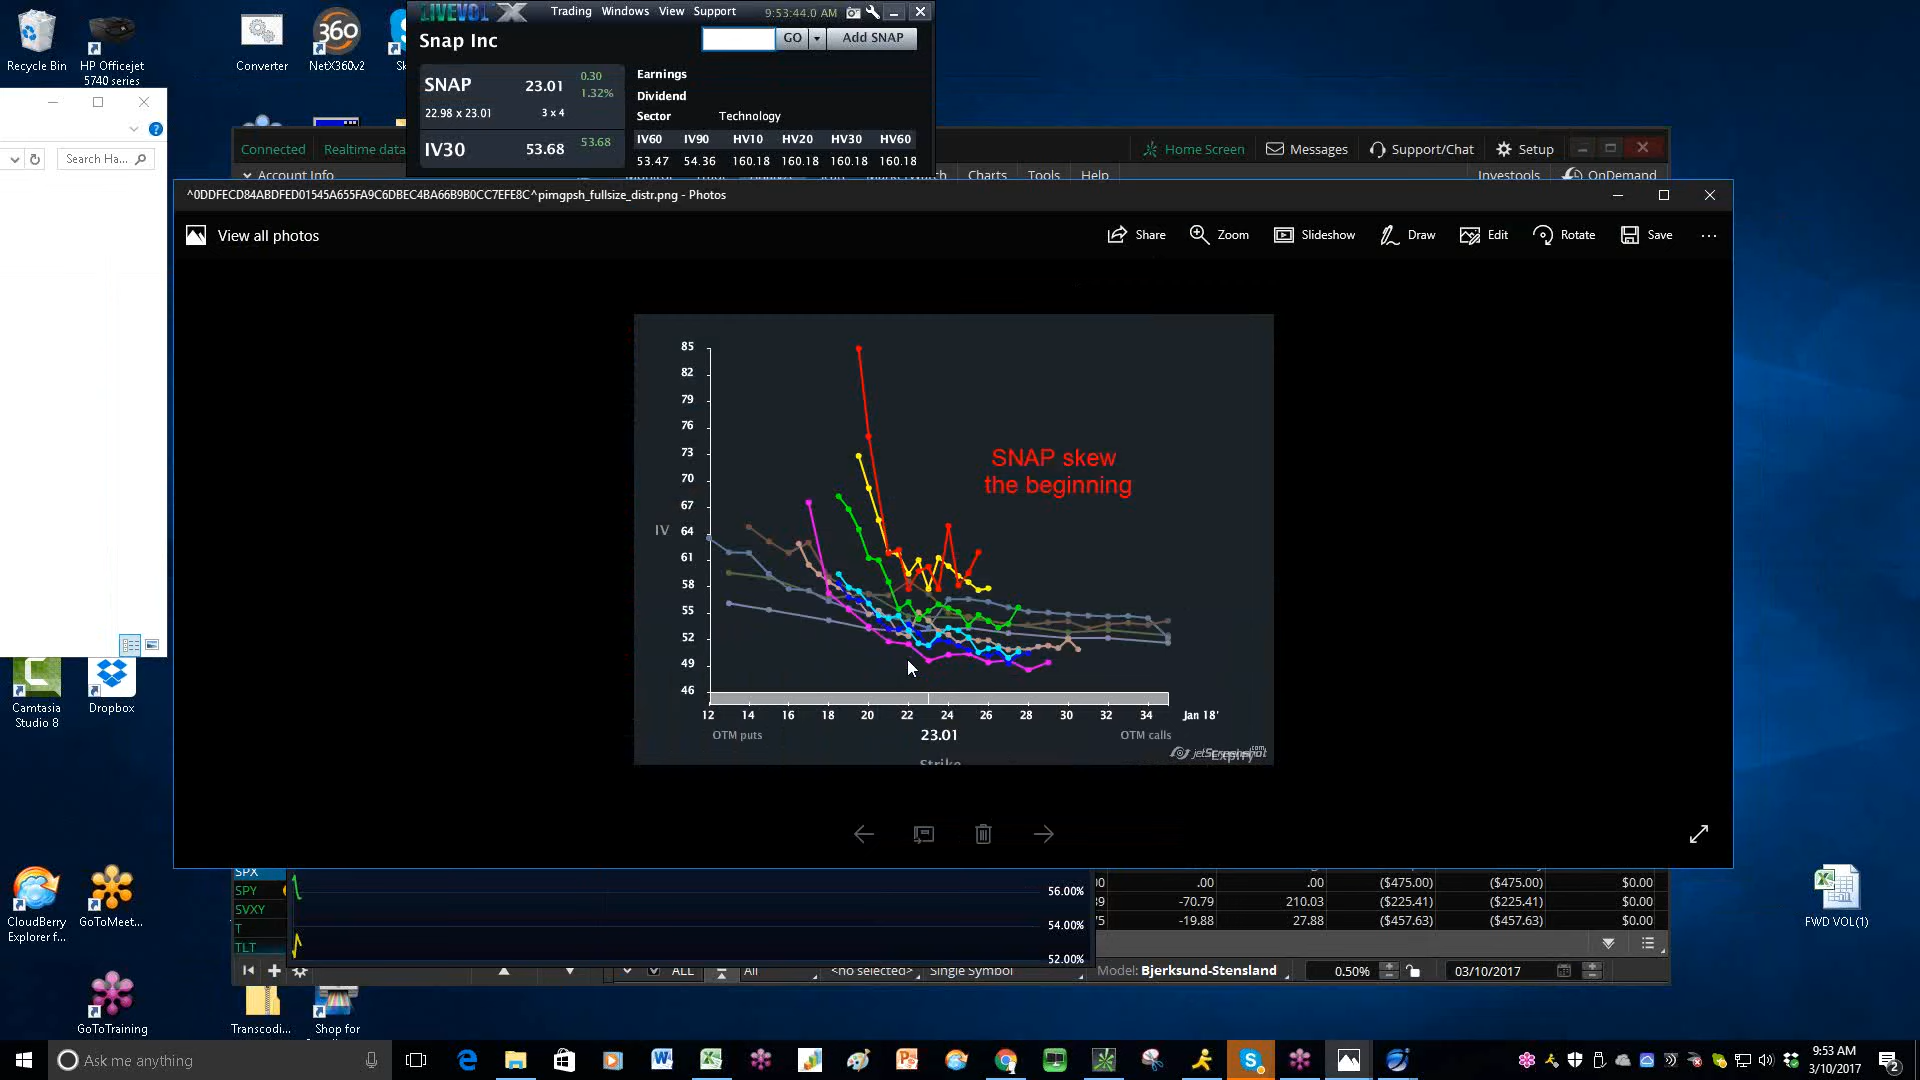 Recycle Bin
HP Officejet
5740 series
Converter
NetX360v2
Sk
LIVEVOL X
Trading Windows View Support
9:53:44.0 AM
Snap Inc
GO
Add SNAP
SNAP 23.01 0.30
1.32%
22.98 x 23.01 3 x 4
IV30 53.68 53.68
Earnings
Dividend
Sector Technology
IV60 IV90 HV10 HV20 HV30 HV60
53.47 54.36 160.18 160.18 160.18 160.18
Search Ha...
Connected Realtime data
Home Screen Messages Support/Chat Setup
Account Info
Charts Tools Help
Investools OnDemand
^0DDFECD84ABDFED01545A655FA9C6DBEC4BA66B9B0CC7EFE8C^pimgpsh_fullsize_distr.png - Photos
View all photos
Share Zoom Slideshow Draw Edit Rotate Save
85
82
79
76
73
70
67
64
61
58
55
52
49
46
IV
SNAP skew
the beginning
12 14 16 18 20 22 24 26 28 30 32 34 Jan 18'
OTM puts 23.01 OTM calls
Strike
jetScreenshot.com
Expiry
Camtasia
Studio 8
Dropbox
CloudBerry
Explorer f...
GoToMeet...
GoToTraining
Transcodi...
Shop for
FWD VOL(1)
SPX
SPY
SVXY
T
TLT
56.00%
54.00%
52.00%
00 .00 .00 ($475.00) ($475.00) $0.00
39 -70.79 210.03 ($225.41) ($225.41) $0.00
75 -19.88 27.88 ($457.63) ($457.63) $0.00
ALL All <no selected> Single Symbol Model: Bjerksund-Stensland 0.50% 03/10/2017
Ask me anything
9:53 AM
3/10/2017
2